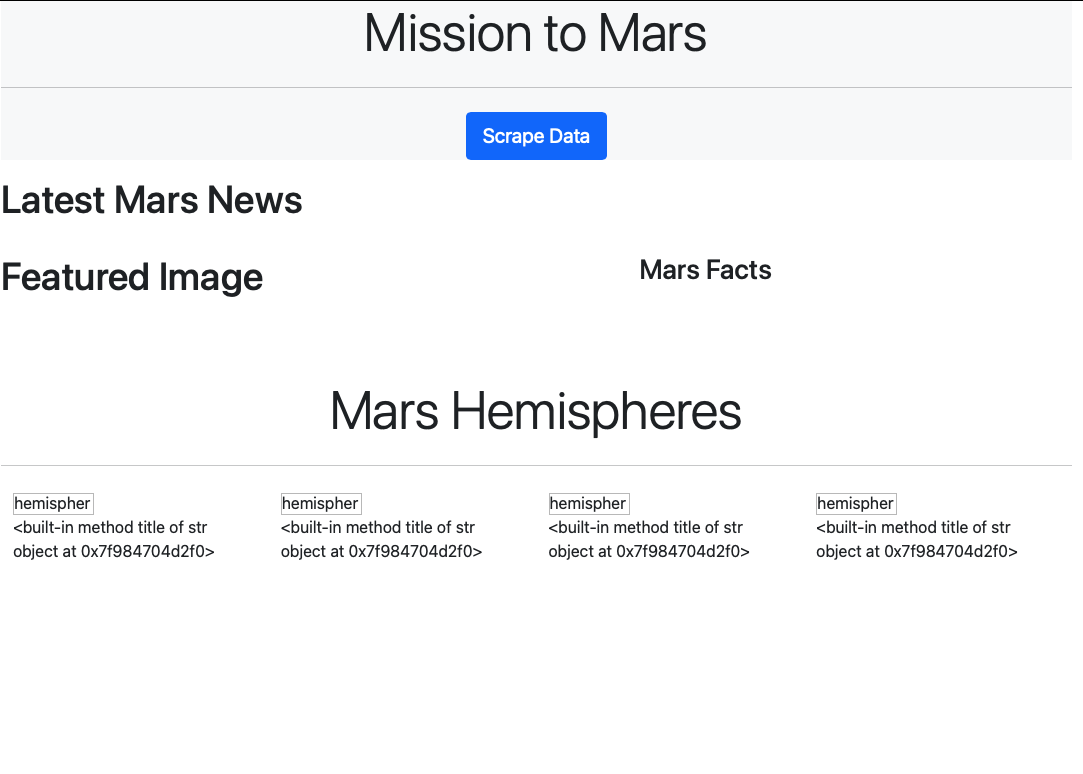 Mission to Mars
Scrape Data
Latest Mars News
Featured Image
Mars Facts
Mars Hemispheres
hemispher
<built-in method title of str
object at 0x7f984704d2f0>
hemispher
<built-in method title of str
object at 0x7f984704d2f0>
hemispher
<built-in method title of str
object at 0x7f984704d2f0>
hemispher
<built-in method title of str
object at 0x7f984704d2f0>